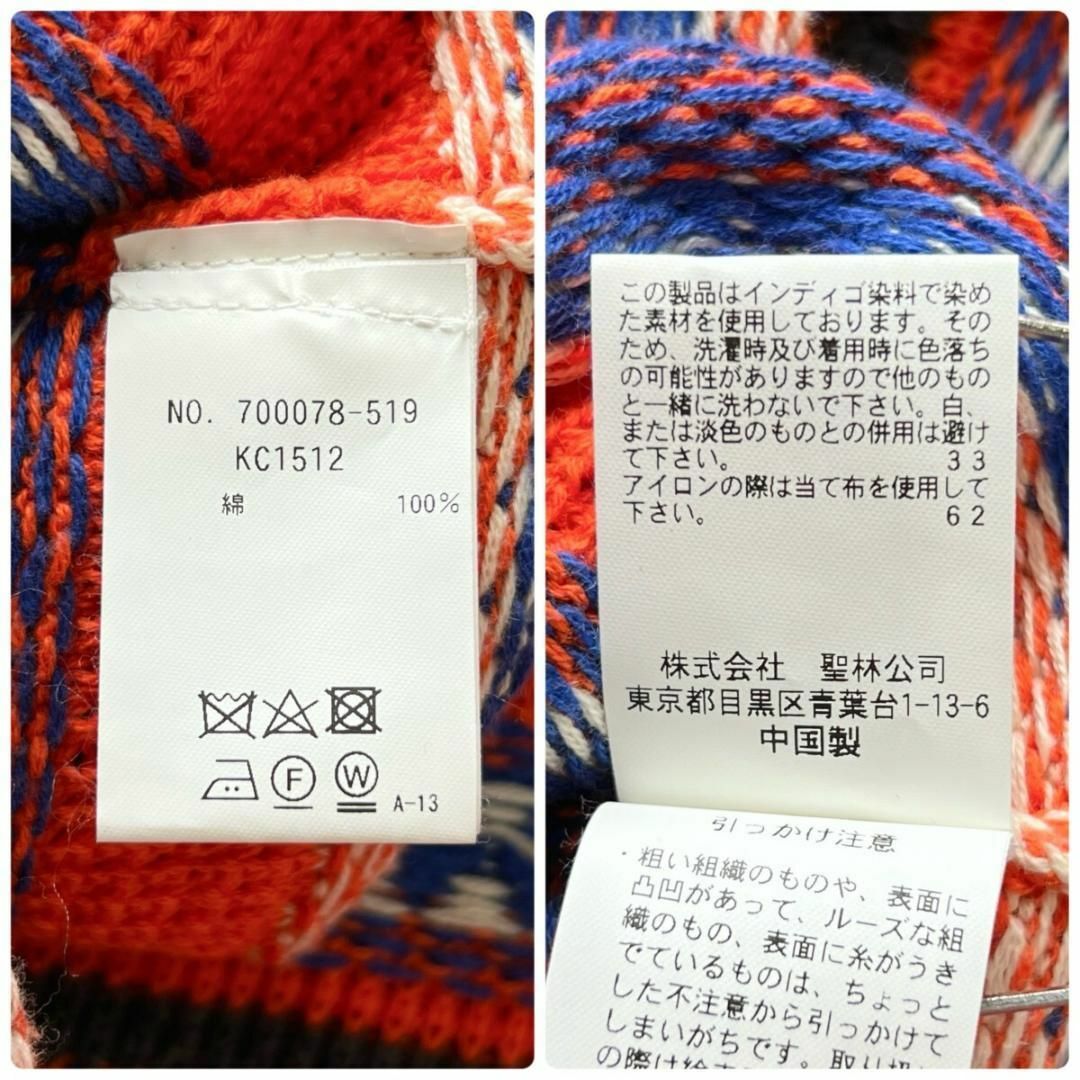 NO. 700078-519
KC1512
綿 100%
F W A-13
この製品はインディゴ染料で染め
た素材を使用しております。その
ため、洗濯時及び着用時に色落ち
の可能性がありますので他のもの
と一緒に洗わないで下さい。白、
または淡色のものとの併用は避け
て下さい。 33
アイロンの際は当て布を使用して
下さい。 62
株式会社 聖林公司
東京都目黒区青葉台1-13-6
中国製
引っかけ注意
・粗い組織のものや、表面に
凸凹があって、ルーズな組
織のもの、表面に糸がうき
でているものは、ちょっと
した不注意から引っかけて
しまいがちです。取り
の際は